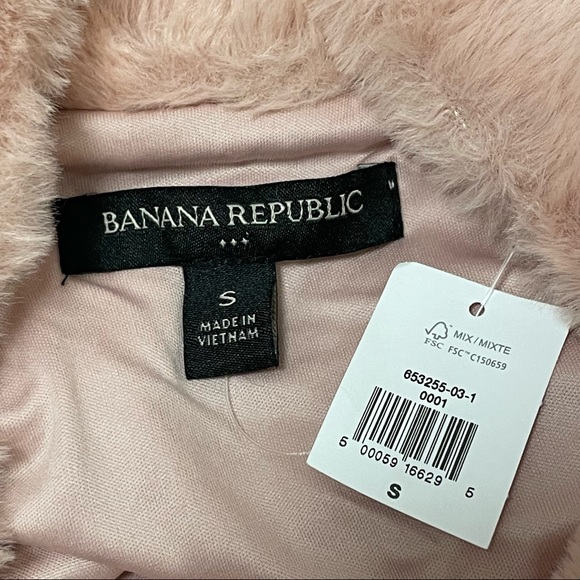 BANANA REPUBLIC
S
MADE IN
VIETNAM
FSC
MIX/MIXTE
FSC™ C150659
653255-03-1
0001
5 00059 16629 5
S